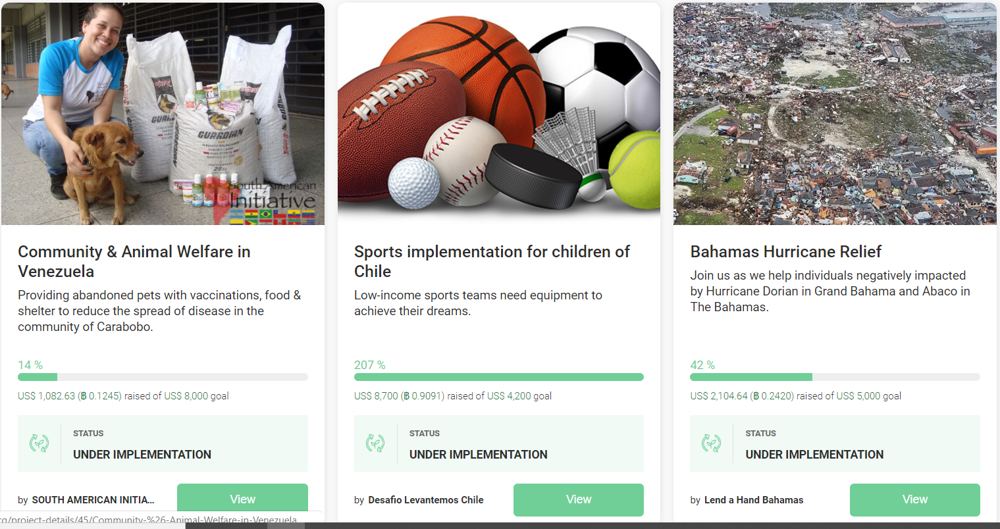 GUARDIAN
South American
Initiative
Community & Animal Welfare in
Venezuela
Providing abandoned pets with vaccinations, food &
shelter to reduce the spread of disease in the
community of Carabobo.
14 %
US$ 1,082.63 (฿ 0.1245) raised of US$ 8,000 goal
STATUS
UNDER IMPLEMENTATION
by SOUTH AMERICAN INITIA...
View
Sports implementation for children of
Chile
Low-income sports teams need equipment to
achieve their dreams.
207 %
US$ 8,700 (฿ 0.9091) raised of US$ 4,200 goal
STATUS
UNDER IMPLEMENTATION
by Desafio Levantemos Chile
View
Bahamas Hurricane Relief
Join us as we help individuals negatively impacted
by Hurricane Dorian in Grand Bahama and Abaco in
The Bahamas.
42 %
US$ 2,104.64 (฿ 0.2420) raised of US$ 5,000 goal
STATUS
UNDER IMPLEMENTATION
by Lend a Hand Bahamas
View
rg/project-details/45/Community-%26-Animal-Welfare-in-Venezuela